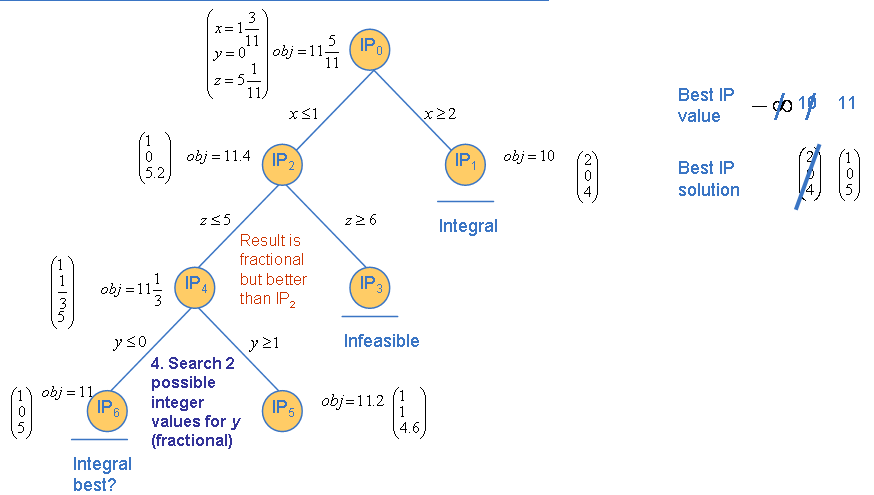 x = 1 3/11
y = 0
z = 5 1/11
obj = 11 5/11
IP0
x ≤ 1
x ≥ 2
Best IP
value
— ∞ 10 11
1
0
5.2
obj = 11.4
IP2
IP1
obj = 10
2
0
4
Best IP
solution
2
0
4
1
0
5
Integral
z ≤ 5
z ≥ 6
Result is
fractional
but better
than IP2
1
1/3
5
obj = 11 1/3
IP4
IP3
Infeasible
y ≤ 0
y ≥ 1
4. Search 2
possible
integer
values for y
(fractional)
1
0
5
obj = 11
IP6
IP5
obj = 11.2
1
1
4.6
Integral
best?